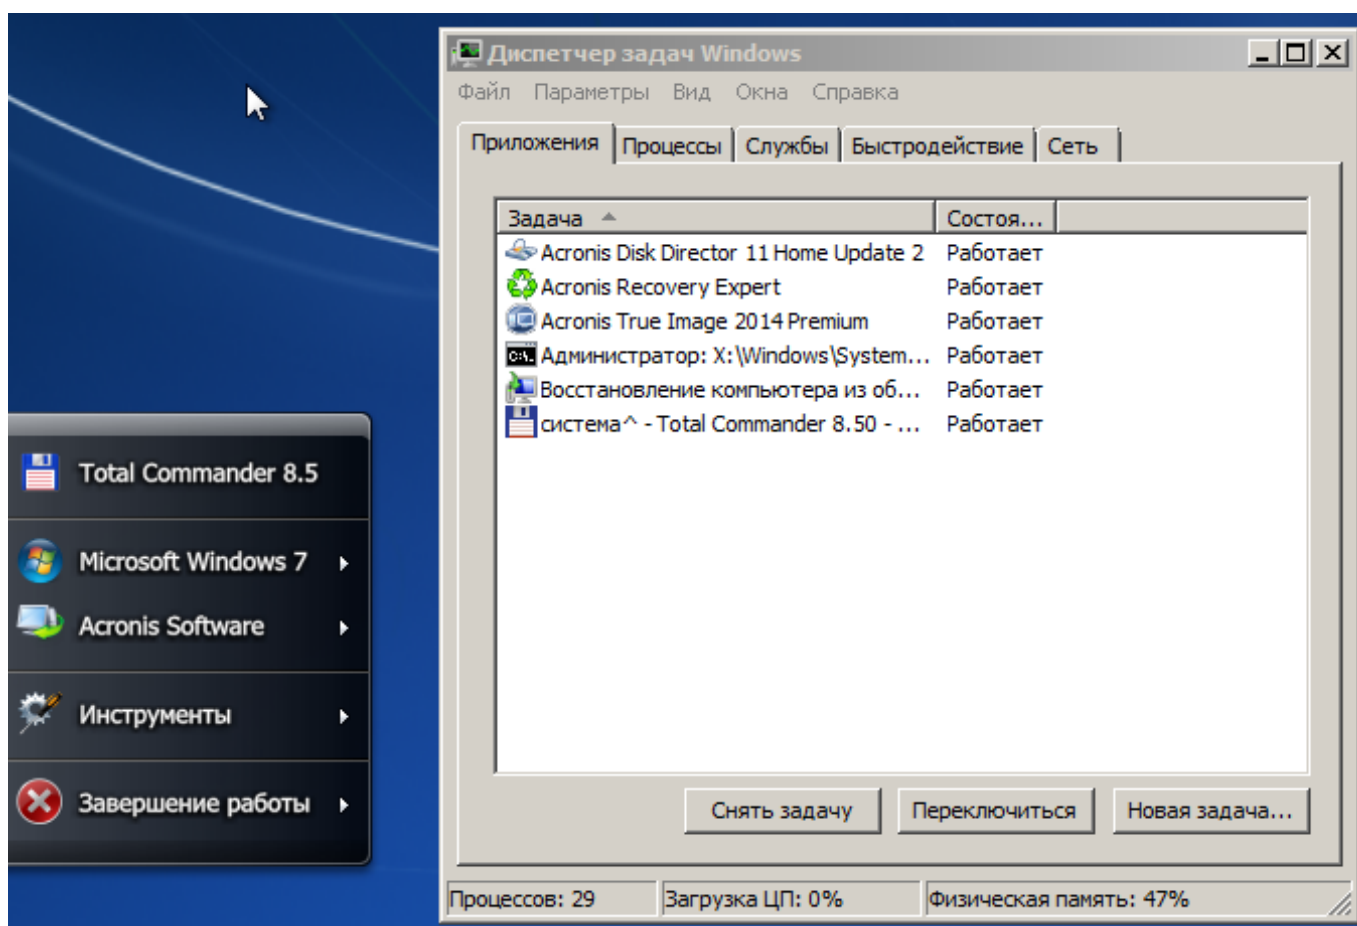 Диспетчер задач Windows
Файл Параметры Вид Окна Справка
Приложения Процессы Службы Быстродействие Сеть
Задача Состоя...
Acronis Disk Director 11 Home Update 2 Работает
Acronis Recovery Expert Работает
Acronis True Image 2014 Premium Работает
Администратор: X:\Windows\System... Работает
Восстановление компьютера из об... Работает
система^ - Total Commander 8.50 - ... Работает
Снять задачу Переключиться Новая задача...
Процессов: 29 Загрузка ЦП: 0% Физическая память: 47%
Total Commander 8.5
Microsoft Windows 7
Acronis Software
Инструменты
Завершение работы